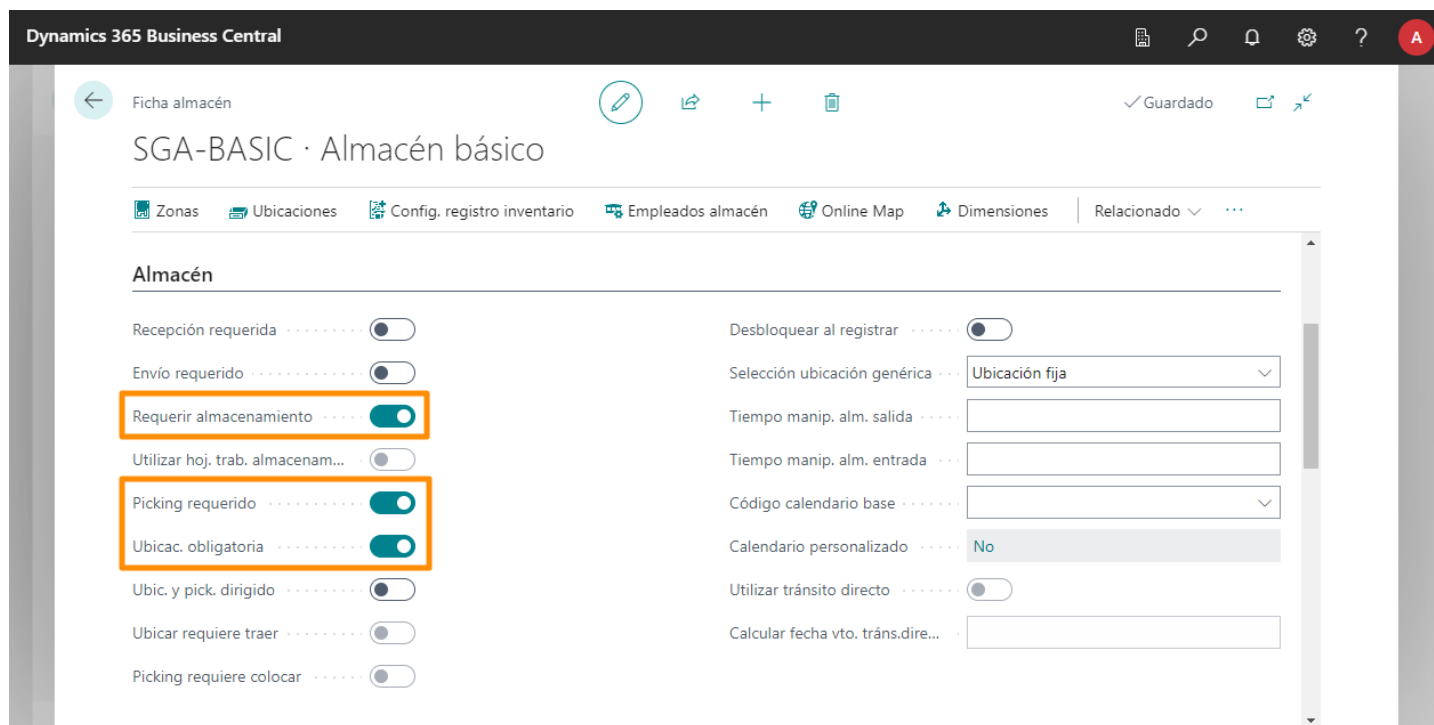 Dynamics 365 Business Central
?
A
Ficha almacén
Guardado
SGA-BASIC · Almacén básico
Zonas
Ubicaciones
Config. registro inventario
Empleados almacén
Online Map
Dimensiones
Relacionado
...
Almacén
Recepción requerida
Envío requerido
Requerir almacenamiento
Utilizar hoj. trab. almacenam...
Picking requerido
Ubicac. obligatoria
Ubic. y pick. dirigido
Ubicar requiere traer
Picking requiere colocar
Desbloquear al registrar
Selección ubicación genérica Ubicación fija
Tiempo manip. alm. salida
Tiempo manip. alm. entrada
Código calendario base
Calendario personalizado No
Utilizar tránsito directo
Calcular fecha vto. tráns.dire...